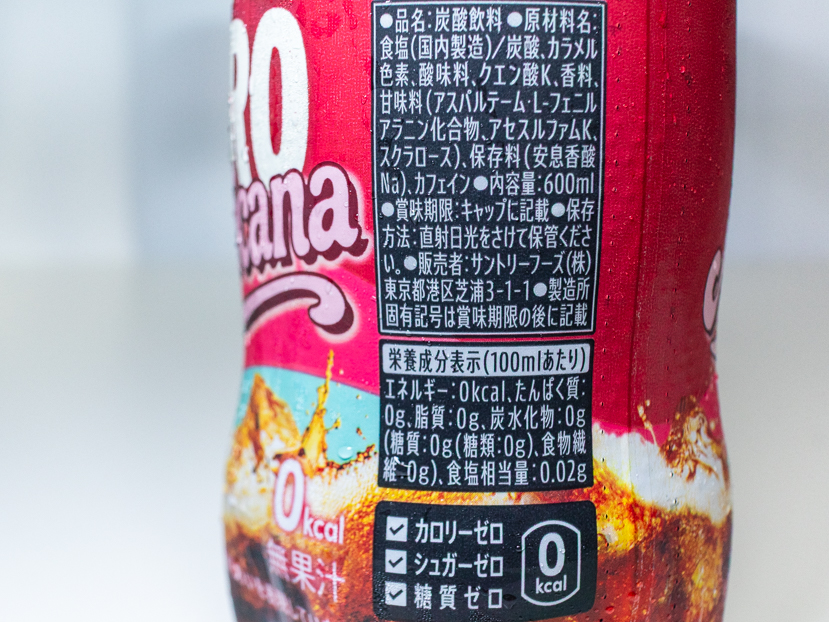 RO
cana
●品名:炭酸飲料 ●原材料名:
食塩(国内製造)/炭酸、カラメル
色素、酸味料、クエン酸K、香料、
甘味料(アスパルテーム・L-フェニル
アラニン化合物、アセスルファムK、
スクラロース)、保存料(安息香酸
Na)、カフェイン●内容量:600ml
●賞味期限:キャップに記載●保存
方法:直射日光をさけて保管くださ
い。●販売者:サントリーフーズ(株)
東京都港区芝浦3-1-1●製造所
固有記号は賞味期限の後に記載
栄養成分表示(100mlあたり)
エネルギー:0kcal、たんぱく質:
0g、脂質:0g、炭水化物:0g
(糖質:0g(糖類:0g)、食物繊
維:0g)、食塩相当量:0.02g
0kcal
無果汁
カロリーゼロ
シュガーゼロ
糖質ゼロ
0
kcal